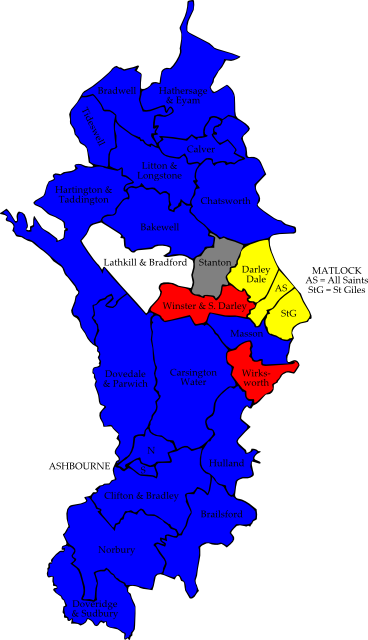 Bradwell
Hathersage
& Eyam
Tideswell
Calver
Litton &
Longstone
Hartington &
Taddington
Chatsworth
Bakewell
Lathkill & Bradford
Stanton
Darley
Dale
MATLOCK
AS = All Saints
StG = St Giles
AS
Winster & S. Darley
StG
Masson
Dovedale
& Parwich
Carsington
Water
Wirks-
worth
N
ASHBOURNE
S
Hulland
Clifton & Bradley
Brailsford
Norbury
Doveridge
& Sudbury